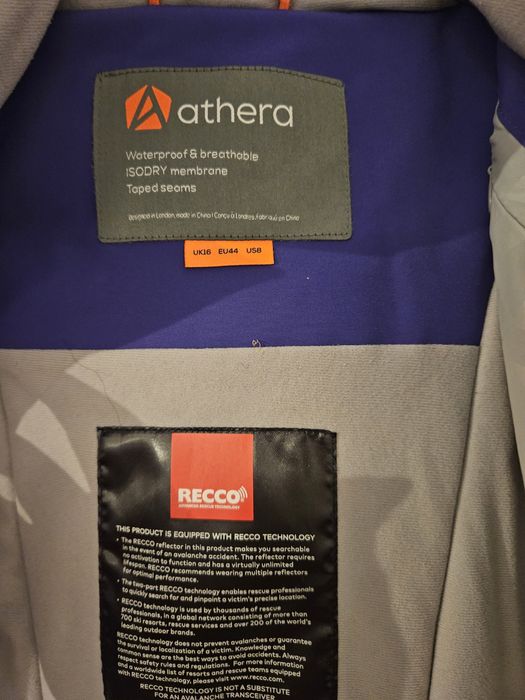 athera
Waterproof & breathable
ISODRY membrane
Taped seams
Designed in London, made in China | Conçu à Londres, fabriqué en Chine
UK16 EU44 US8
RECCO
ADVANCED RESCUE TECHNOLOGY
THIS PRODUCT IS EQUIPPED WITH RECCO TECHNOLOGY
• The RECCO reflector in this product makes you searchable
in the event of an avalanche accident. The reflector requires
no activation to function and has a virtually unlimited
lifespan. RECCO recommends wearing multiple reflectors
for optimal performance.
• The two-part RECCO technology enables rescue professionals
to quickly search for and pinpoint a victim's precise location.
• RECCO technology is used by thousands of rescue
professionals, in a global network consisting of more than
700 ski resorts, rescue services and over 200 of the world's
leading outdoor brands.
RECCO technology does not prevent avalanches or guarantee
the survival or localization of a victim. Knowledge and
common sense are the best ways to avoid accidents. Always
respect safety rules and regulations. For more information
and a worldwide list of resorts and rescue teams equipped
with RECCO technology, please visit www.recco.com.
RECCO TECHNOLOGY IS NOT A SUBSTITUTE
FOR AN AVALANCHE TRANSCEIVER